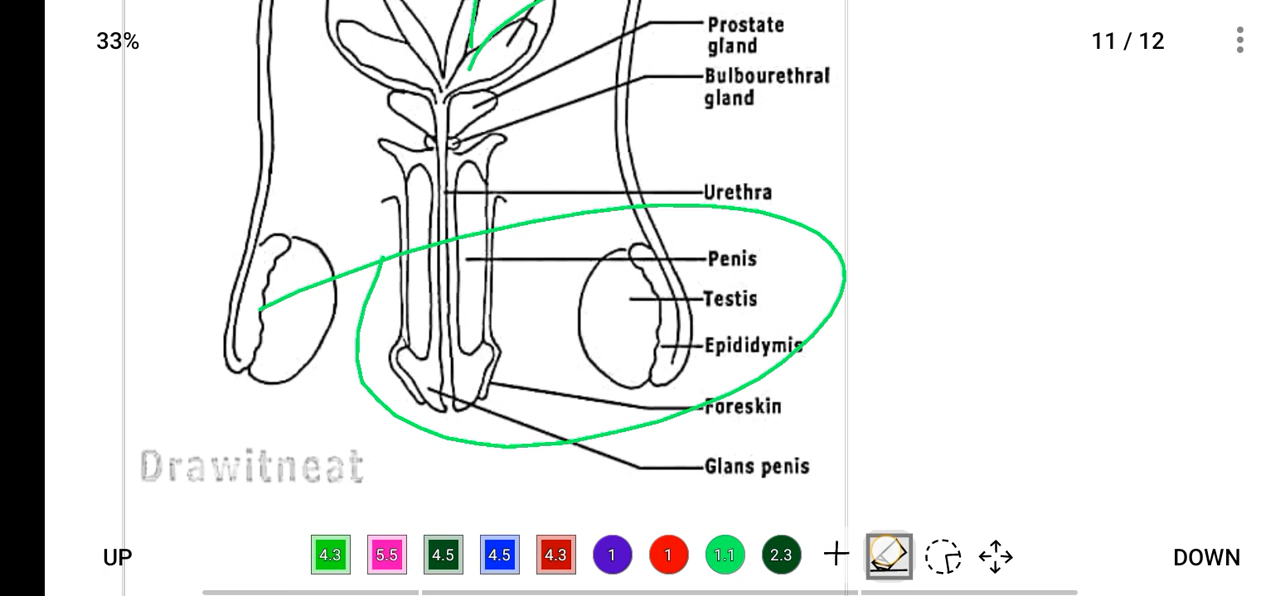 33%
11 / 12
Prostate
gland
Bulbourethral
gland
Urethra
Penis
Testis
Epididymis
Foreskin
Glans penis
Drawitneat
UP
4.3
5.5
4.5
4.5
4.3
1
1
1.1
2.3
DOWN